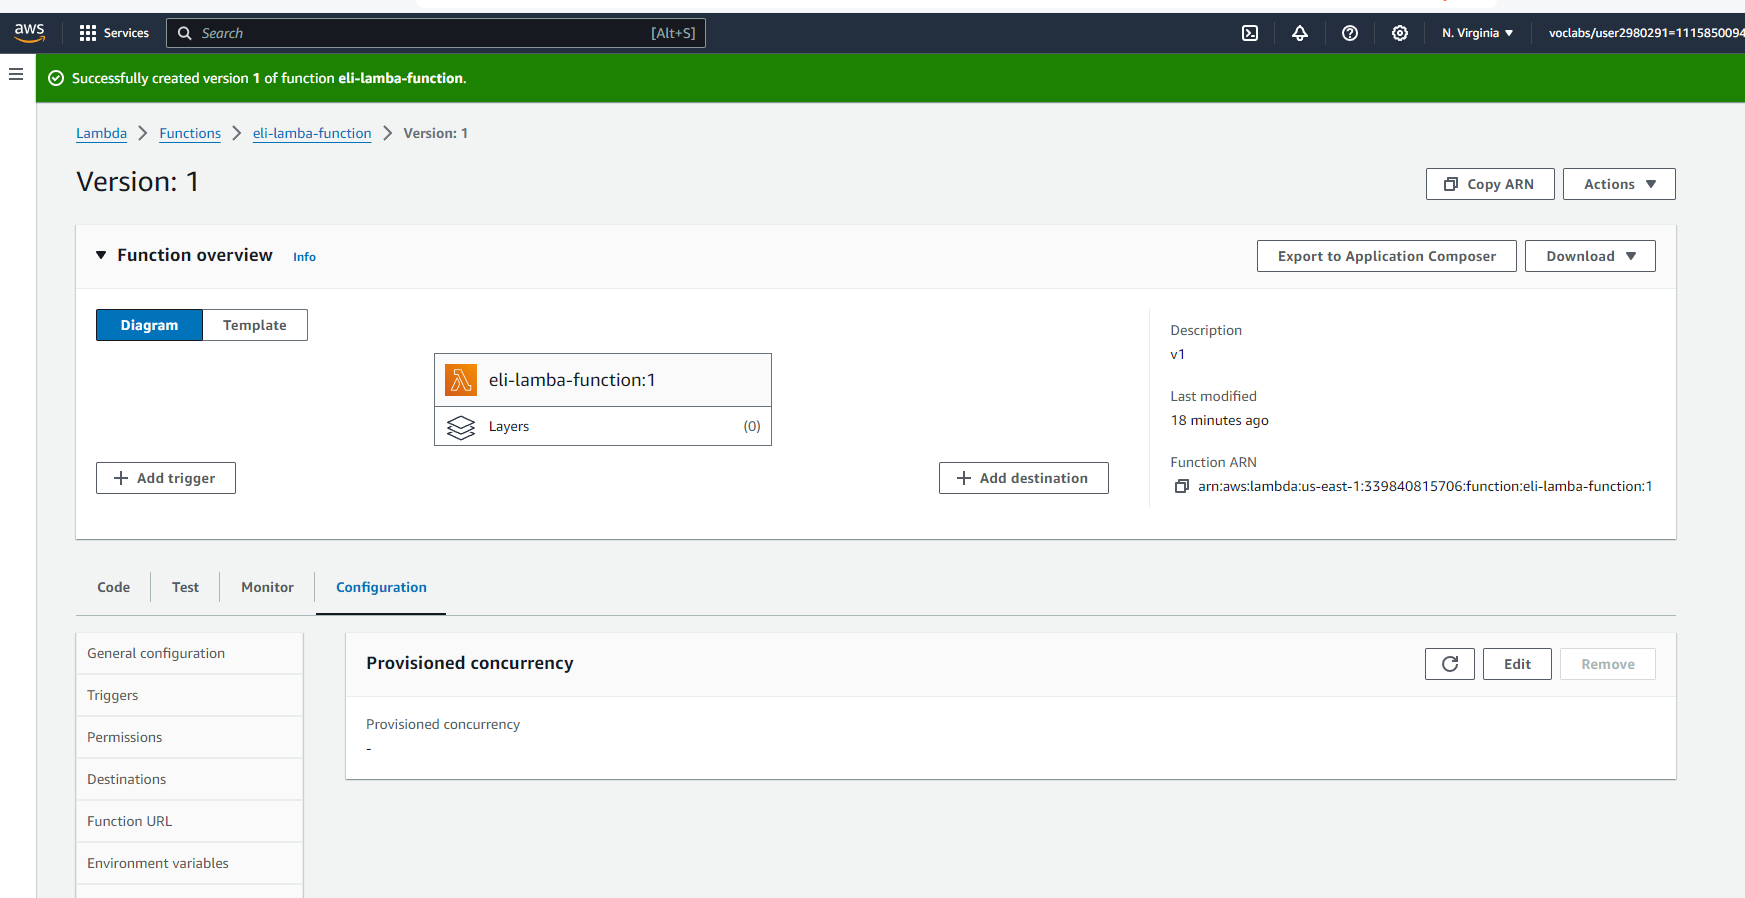 aws Services Search [Alt+S] N. Virginia voclabs/user2980291=1115850094
Successfully created version 1 of function eli-lamba-function.
Lambda Functions eli-lamba-function Version: 1
Version: 1
Copy ARN Actions
Function overview Info Export to Application Composer Download
Diagram Template
eli-lamba-function:1
Layers (0)
Add trigger
Add destination
Description
v1
Last modified
18 minutes ago
Function ARN
arn:aws:lambda:us-east-1:339840815706:function:eli-lamba-function:1
Code Test Monitor Configuration
General configuration
Triggers
Permissions
Destinations
Function URL
Environment variables
Provisioned concurrency Edit Remove
Provisioned concurrency
-